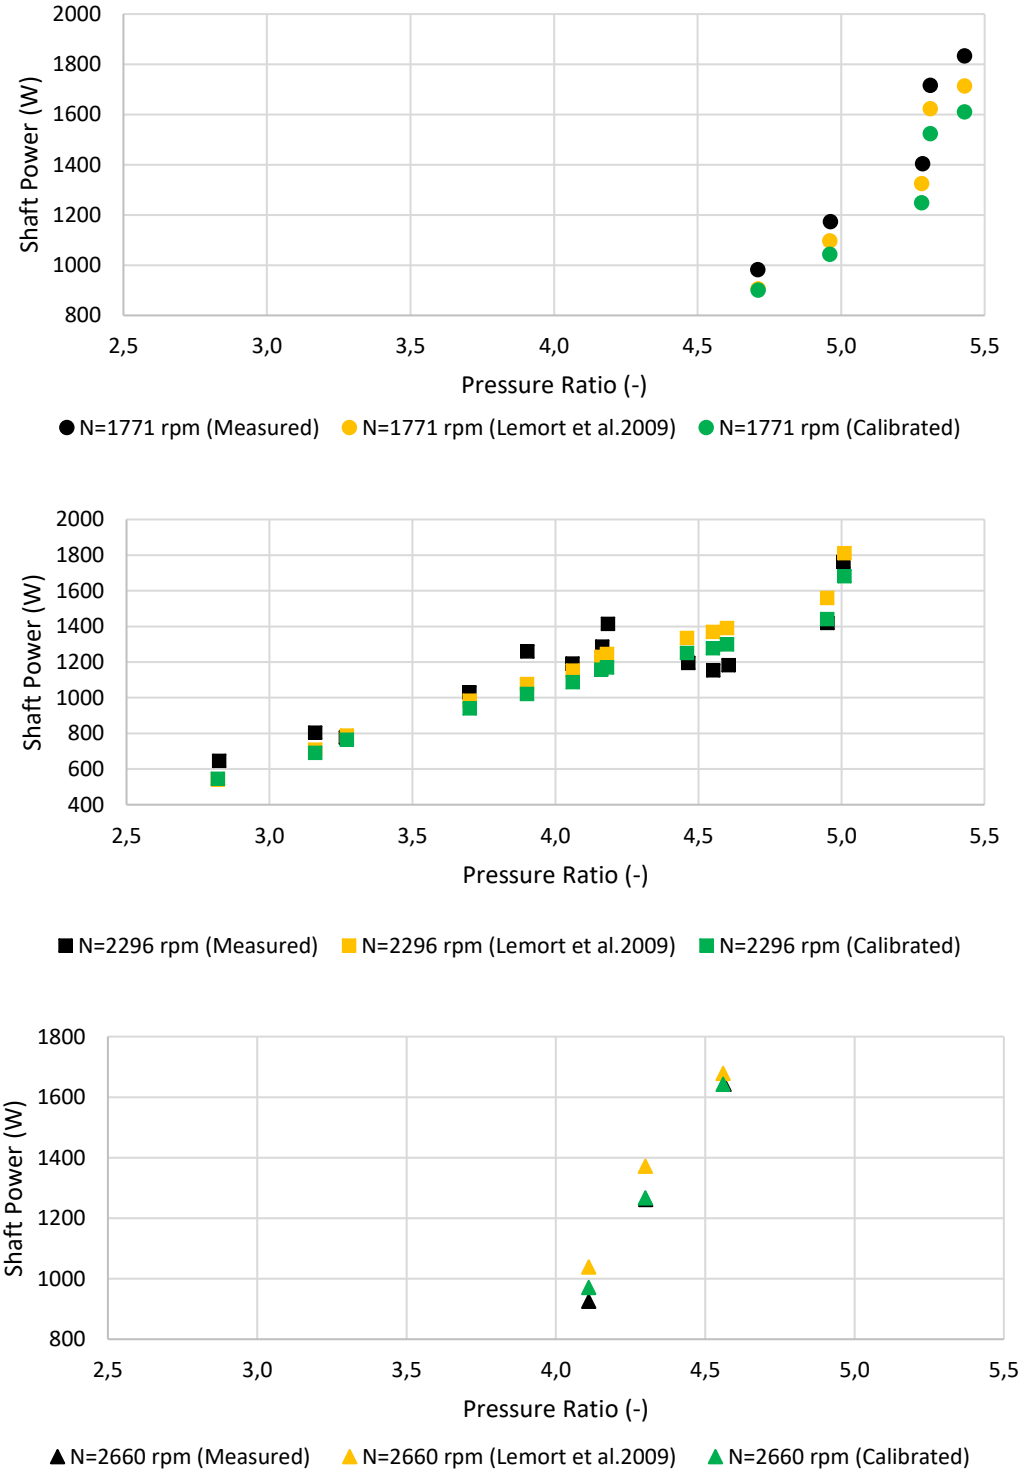 2000
1800
1600
1400
1200
1000
800
Shaft Power (W)
2,5 3,0 3,5 4,0 4,5 5,0 5,5
Pressure Ratio (-)
N=1771 rpm (Measured) N=1771 rpm (Lemort et al.2009) N=1771 rpm (Calibrated)
2000
1800
1600
1400
1200
1000
800
600
400
Shaft Power (W)
2,5 3,0 3,5 4,0 4,5 5,0 5,5
Pressure Ratio (-)
N=2296 rpm (Measured) N=2296 rpm (Lemort et al.2009) N=2296 rpm (Calibrated)
1800
1600
1400
1200
1000
800
Shaft Power (W)
2,5 3,0 3,5 4,0 4,5 5,0 5,5
Pressure Ratio (-)
N=2660 rpm (Measured) N=2660 rpm (Lemort et al.2009) N=2660 rpm (Calibrated)